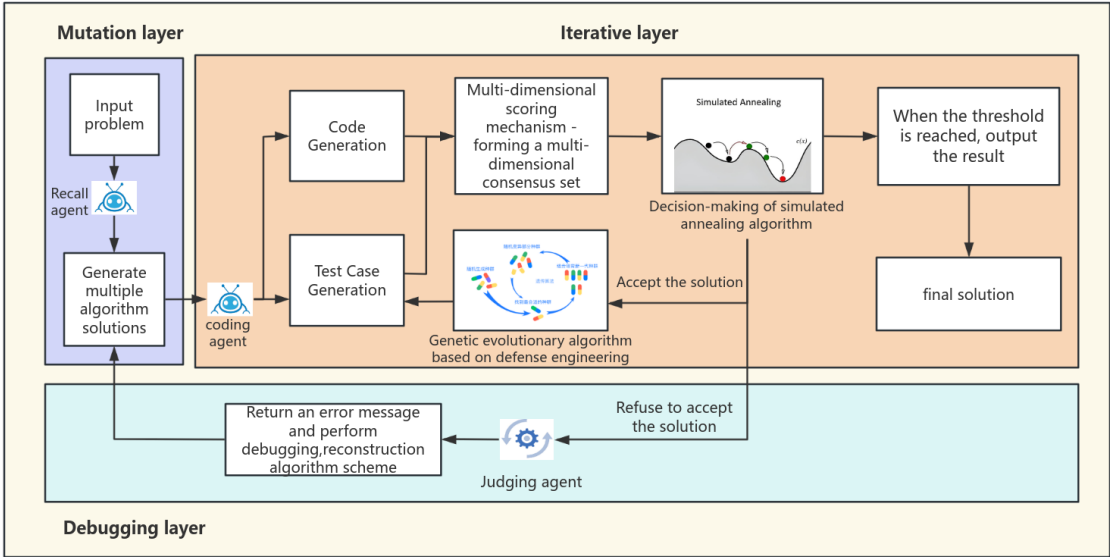 Mutation layer
Iterative layer
Input
problem
Recall
agent
Generate
multiple
algorithm
solutions
coding
agent
Code
Generation
Test Case
Generation
Multi-dimensional
scoring
mechanism -
forming a multi-
dimensional
consensus set
Simulated Annealing
c(x)
Decision-making of simulated
annealing algorithm
When the threshold
is reached, output
the result
final solution
Accept the solution
Genetic evolutionary algorithm
based on defense engineering
Refuse to accept
the solution
Return an error message
and perform
debugging,reconstruction
algorithm scheme
Judging agent
Debugging layer